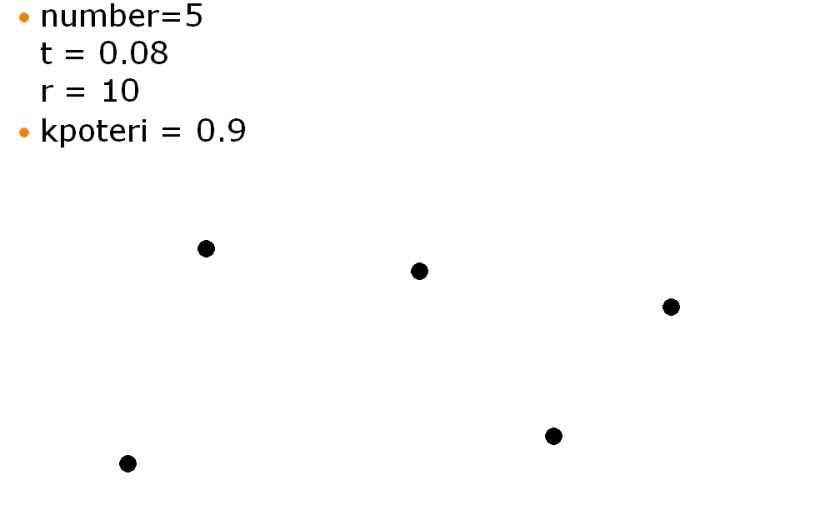 number=5
t = 0.08
r = 10
kpoteri = 0.9